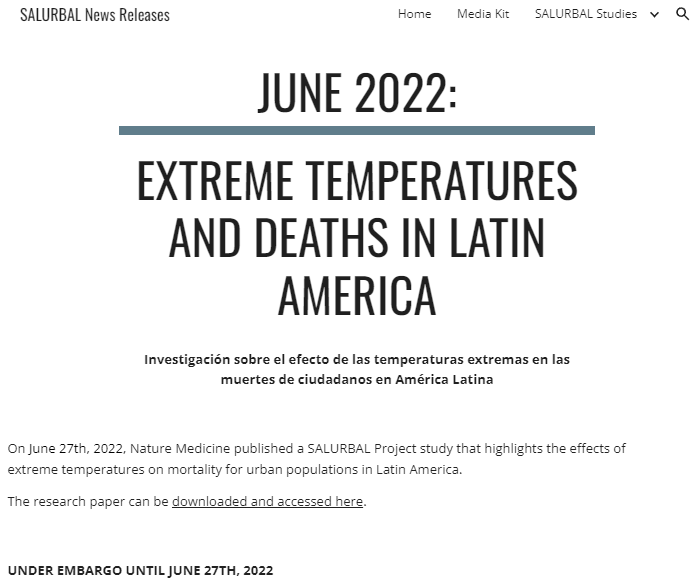 SALURBAL News Releases
Home Media Kit SALURBAL Studies
JUNE 2022:
EXTREME TEMPERATURES
AND DEATHS IN LATIN
AMERICA
Investigación sobre el efecto de las temperaturas extremas en las
muertes de ciudadanos en América Latina
On June 27th, 2022, Nature Medicine published a SALURBAL Project study that highlights the effects of
extreme temperatures on mortality for urban populations in Latin America.
The research paper can be downloaded and accessed here.
UNDER EMBARGO UNTIL JUNE 27TH, 2022